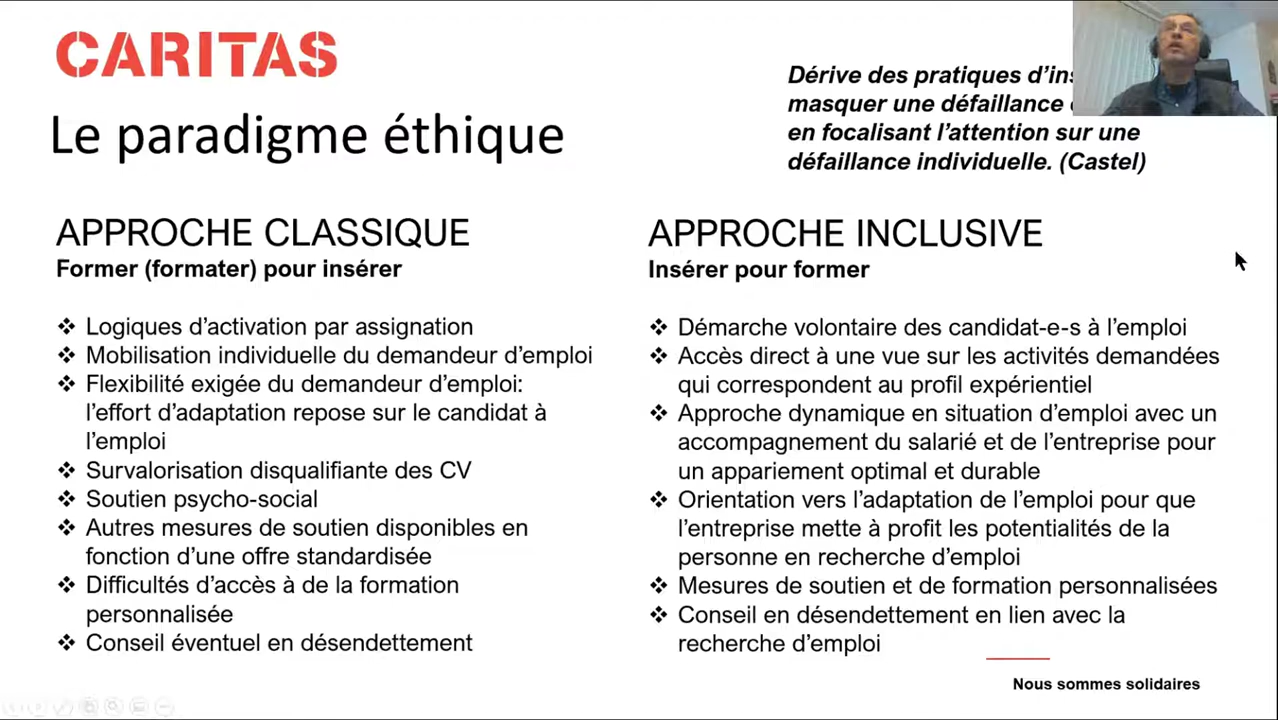 CARITAS
Dérive des pratiques d’in
masquer une défaillance
en focalisant l’attention sur une
défaillance individuelle. (Castel)
Le paradigme éthique
APPROCHE CLASSIQUE
Former (formater) pour insérer
Logiques d’activation par assignation
Mobilisation individuelle du demandeur d’emploi
Flexibilité exigée du demandeur d’emploi:
l’effort d’adaptation repose sur le candidat à
l’emploi
Survalorisation disqualifiante des CV
Soutien psycho-social
Autres mesures de soutien disponibles en
fonction d’une offre standardisée
Difficultés d’accès à de la formation
personnalisée
Conseil éventuel en désendettement
APPROCHE INCLUSIVE
Insérer pour former
Démarche volontaire des candidat-e-s à l’emploi
Accès direct à une vue sur les activités demandées
qui correspondent au profil expérientiel
Approche dynamique en situation d’emploi avec un
accompagnement du salarié et de l’entreprise pour
un appariement optimal et durable
Orientation vers l’adaptation de l’emploi pour que
l’entreprise mette à profit les potentialités de la
personne en recherche d’emploi
Mesures de soutien et de formation personnalisées
Conseil en désendettement en lien avec la
recherche d’emploi
Nous sommes solidaires